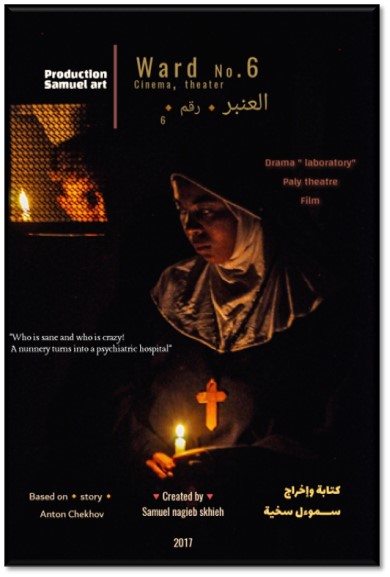 Production
Samuel art
Ward No.6
Cinema, theater
العنبر • رقم •
6
Drama " laboratory"
Paly theatre
Film
"Who is sane and who is crazy!
A nunnery turns into a psychiatric hospital"
Based on • story •
Anton Chekhov
Created by
Samuel nagieb skhieh
كتابة وإخراج
ســـموءل سخية
2017